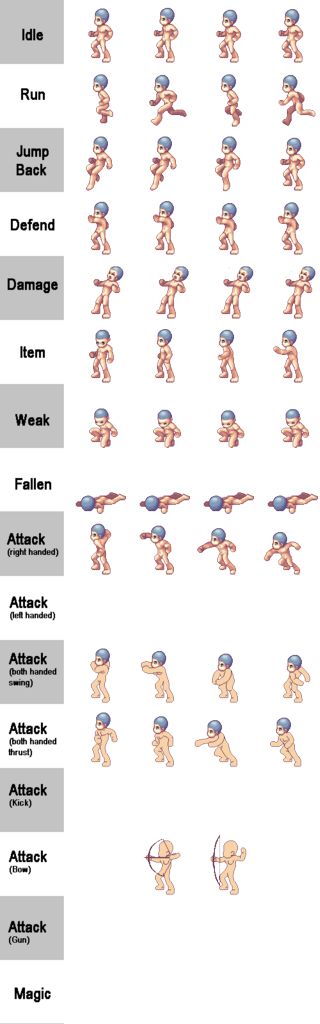 Idle
Run
Jump
Back
Defend
Damage
Item
Weak
Fallen
Attack
(right handed)
Attack
(left handed)
Attack
(both handed
swing)
Attack
(both handed
thrust)
Attack
(Kick)
Attack
(Bow)
Attack
(Gun)
Magic